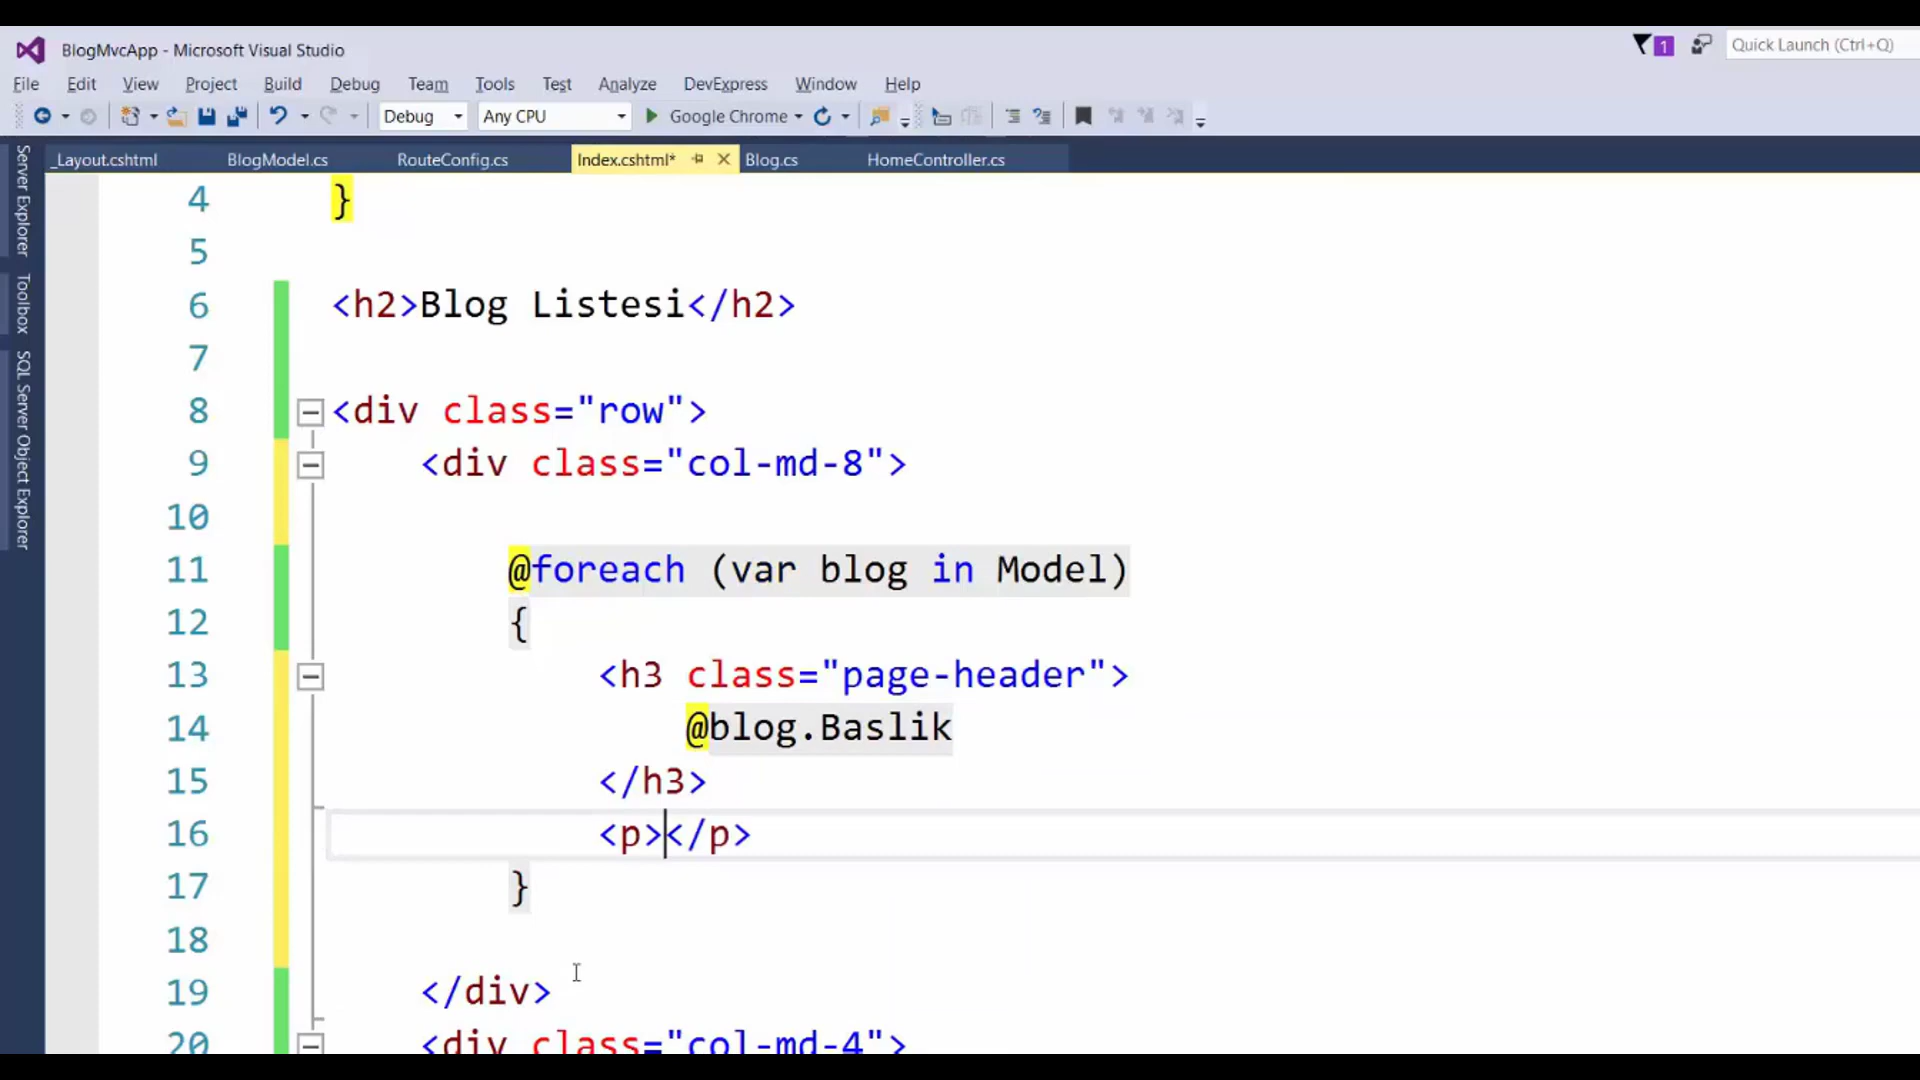 BlogMvcApp - Microsoft Visual Studio
1
Quick Launch (Ctrl+Q)
File Edit View Project Build Debug Team Tools Test Analyze DevExpress Window Help
Debug Any CPU Google Chrome
_Layout.cshtml BlogModel.cs RouteConfig.cs Index.cshtml* Blog.cs HomeController.cs
Server Explorer
Toolbox
SQL Server Object Explorer
4 }
5
6 <h2>Blog Listesi</h2>
7
8 <div class="row">
9 <div class="col-md-8">
10
11 @foreach (var blog in Model)
12 {
13 <h3 class="page-header">
14 @blog.Baslik
15 </h3>
16 <p></p>
17 }
18
19 </div>
20 <div class="col-md-4">